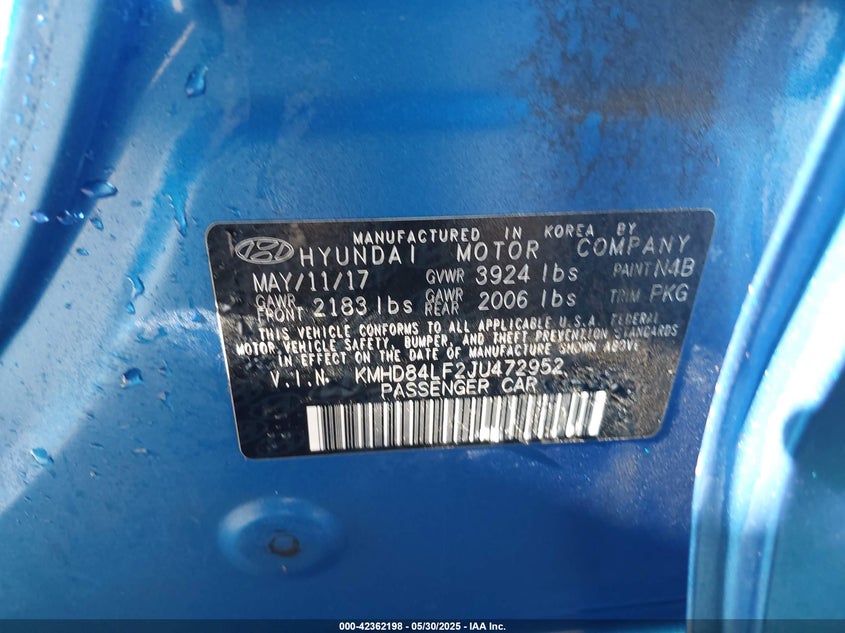 MANUFACTURED IN KOREA BY
HYUNDAI MOTOR COMPANY
MAY/11/17 GVWR 3924 lbs PAINT N4B
GAWR FRONT 2183 lbs GAWR REAR 2006 lbs TRIM PKG
THIS VEHICLE CONFORMS TO ALL APPLICABLE U.S.A. FEDERAL
MOTOR VEHICLE SAFETY, BUMPER, AND THEFT PREVENTION STANDARDS
IN EFFECT ON THE DATE OF MANUFACTURE SHOWN ABOVE.
V.I.N. KMHD84LF2JU472952
PASSENGER CAR
000-42362198 - 05/30/2025 - IAA Inc.